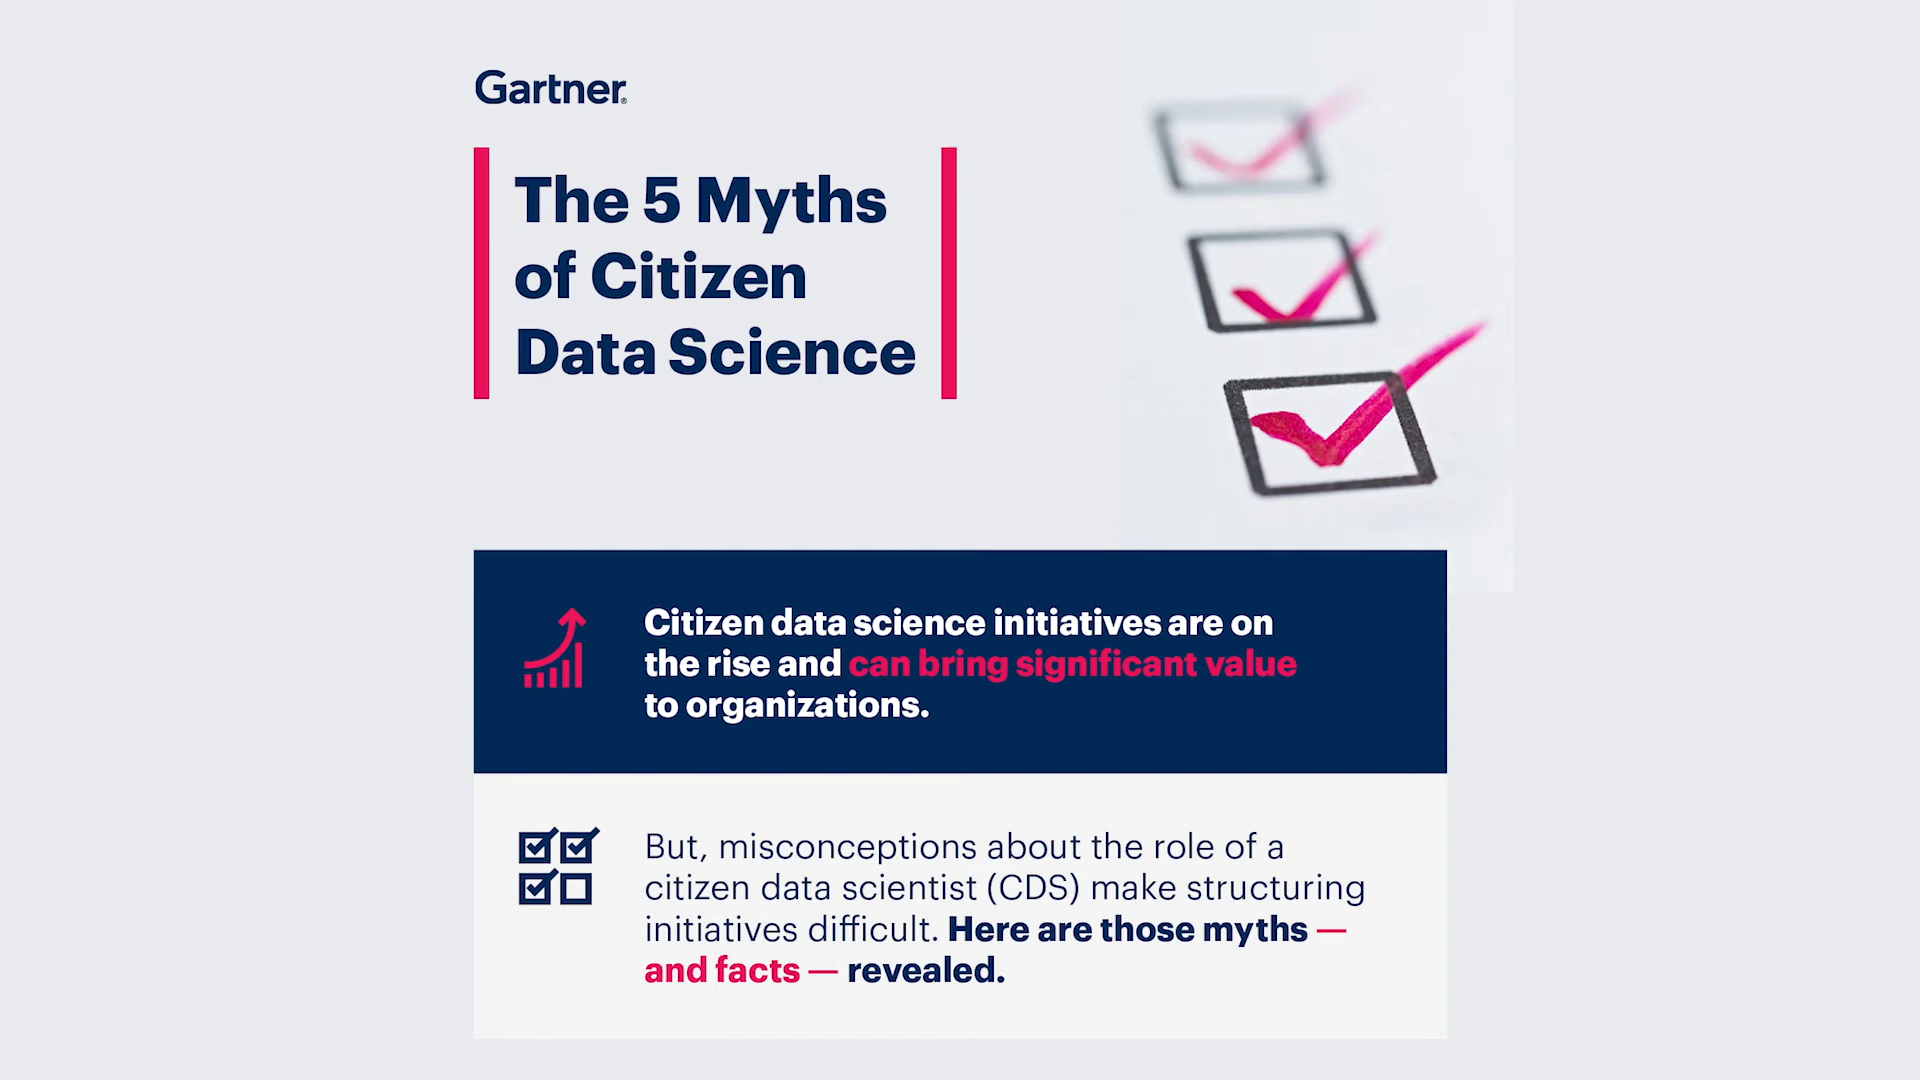 Gartner®
The 5 Myths
of Citizen
Data Science
Citizen data science initiatives are on
the rise and can bring significant value
to organizations.
But, misconceptions about the role of a
citizen data scientist (CDS) make structuring
initiatives difficult. Here are those myths —
and facts — revealed.